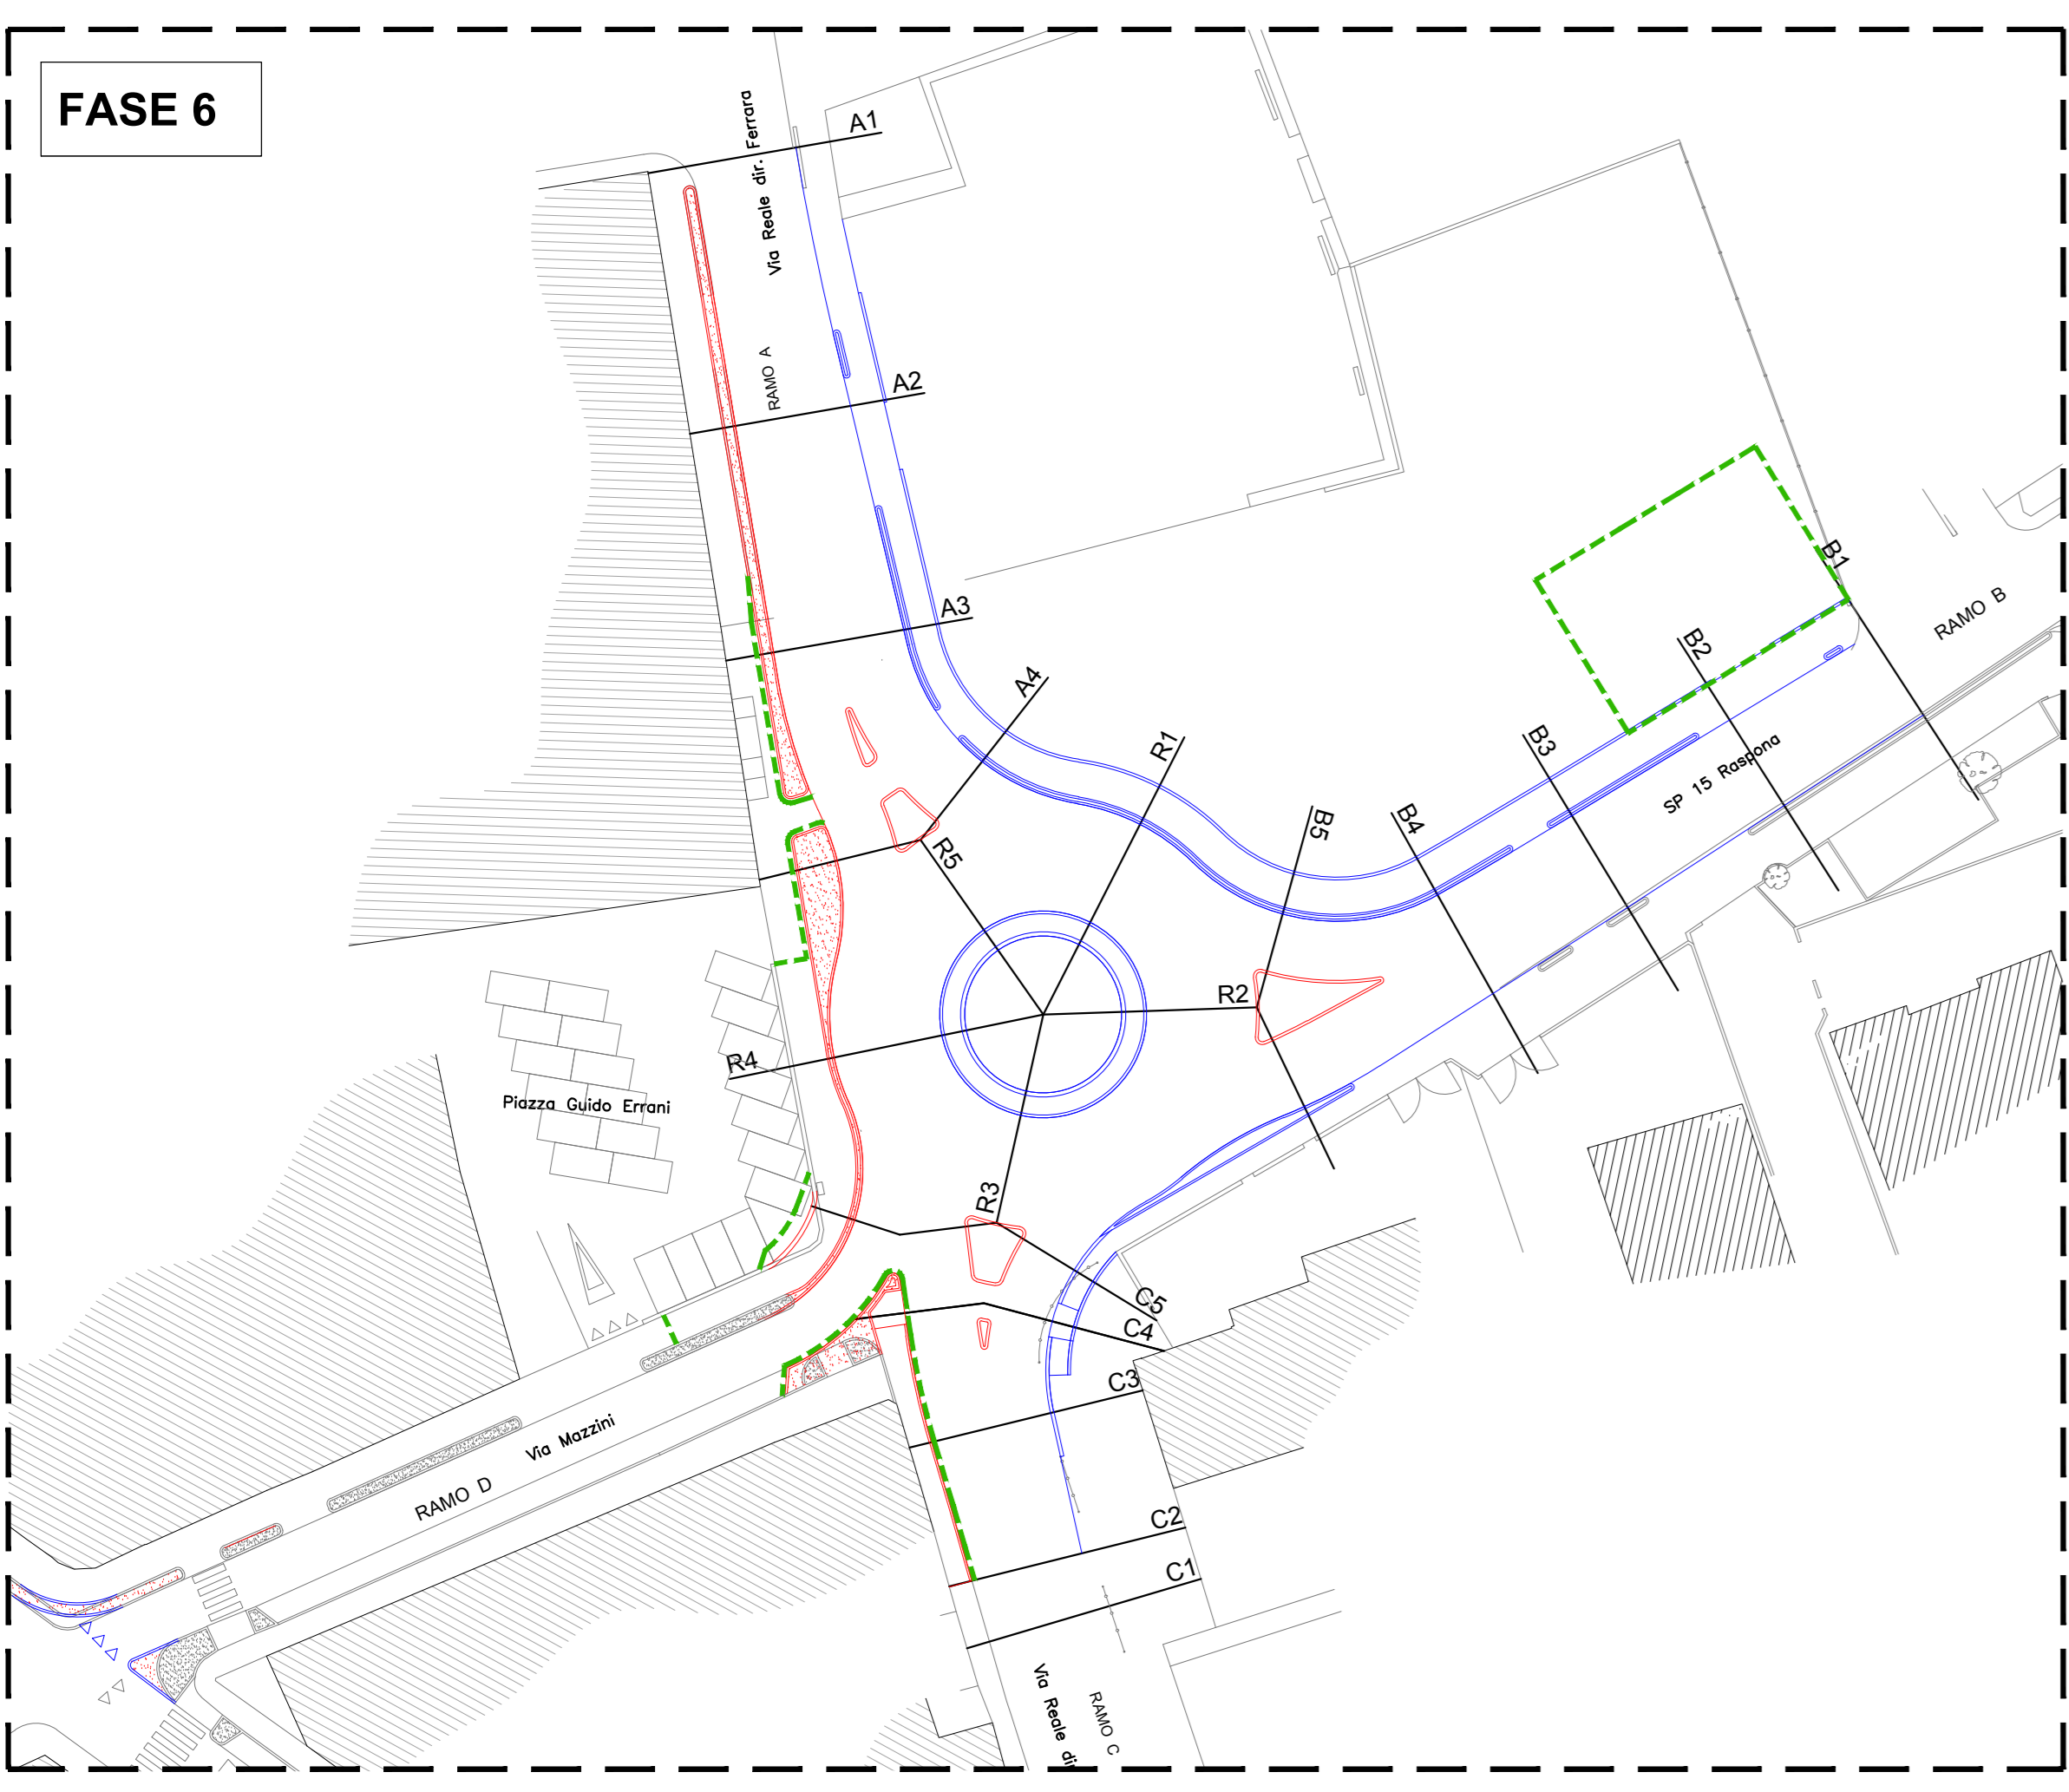 FASE 6
A1
Via Reale dir. Ferrara
RAMO A
A2
A3
A4
R1
R5
B1
RAMO B
B2
B3
SP 15 Raspona
B4
B5
R2
R4
Piazza Guido Errani
R3
C5
C4
C3
Via Mazzini
RAMO D
C2
C1
Via Reale
RAMO C